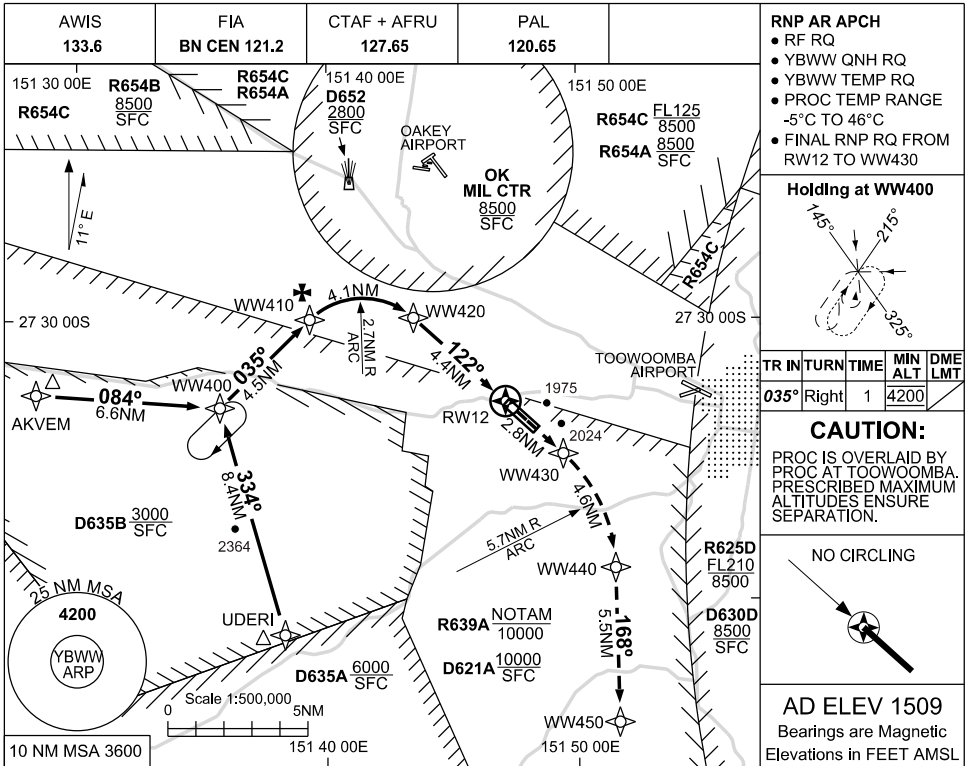 AWIS
133.6
FIA
BN CEN 121.2
CTAF + AFRU
127.65
PAL
120.65
151 30 00E
R654C
R654B
8500
SFC
R654C
R654A
151 40 00E
D652
2800
SFC
OAKEY
AIRPORT
OK
MIL CTR
8500
SFC
151 50 00E
R654C FL125
8500
R654A 8500
SFC
11° E
R654C
WW410
4.1NM
WW420
27 30 00S
27 30 00S
2.7NM R
ARC
035°
4.5NM
122°
4.4NM
TOOWOOMBA
AIRPORT
WW400
084°
6.6NM
AKVEM
RW12
1975
2024
2.8NM
WW430
334°
8.4NM
4.6NM
D635B 3000
SFC
2364
5.7NM R
ARC
WW440
R625D
FL210
8500
25 NM MSA
4200
YBWW
ARP
UDERI
R639A NOTAM
10000
168°
5.5NM
D630D
8500
SFC
D635A 6000
SFC
D621A 10000
SFC
Scale 1:500,000
0
5NM
WW450
10 NM MSA 3600
151 40 00E
151 50 00E
RNP AR APCH
• RF RQ
• YBWW QNH RQ
• YBWW TEMP RQ
• PROC TEMP RANGE
-5°C TO 46°C
• FINAL RNP RQ FROM
RW12 TO WW430
Holding at WW400
145°
215°
325°
TR IN TURN TIME MIN ALT DME LMT
035° Right 1 4200
CAUTION:
PROC IS OVERLAID BY
PROC AT TOOWOOMBA.
PRESCRIBED MAXIMUM
ALTITUDES ENSURE
SEPARATION.
NO CIRCLING
AD ELEV 1509
Bearings are Magnetic
Elevations in FEET AMSL